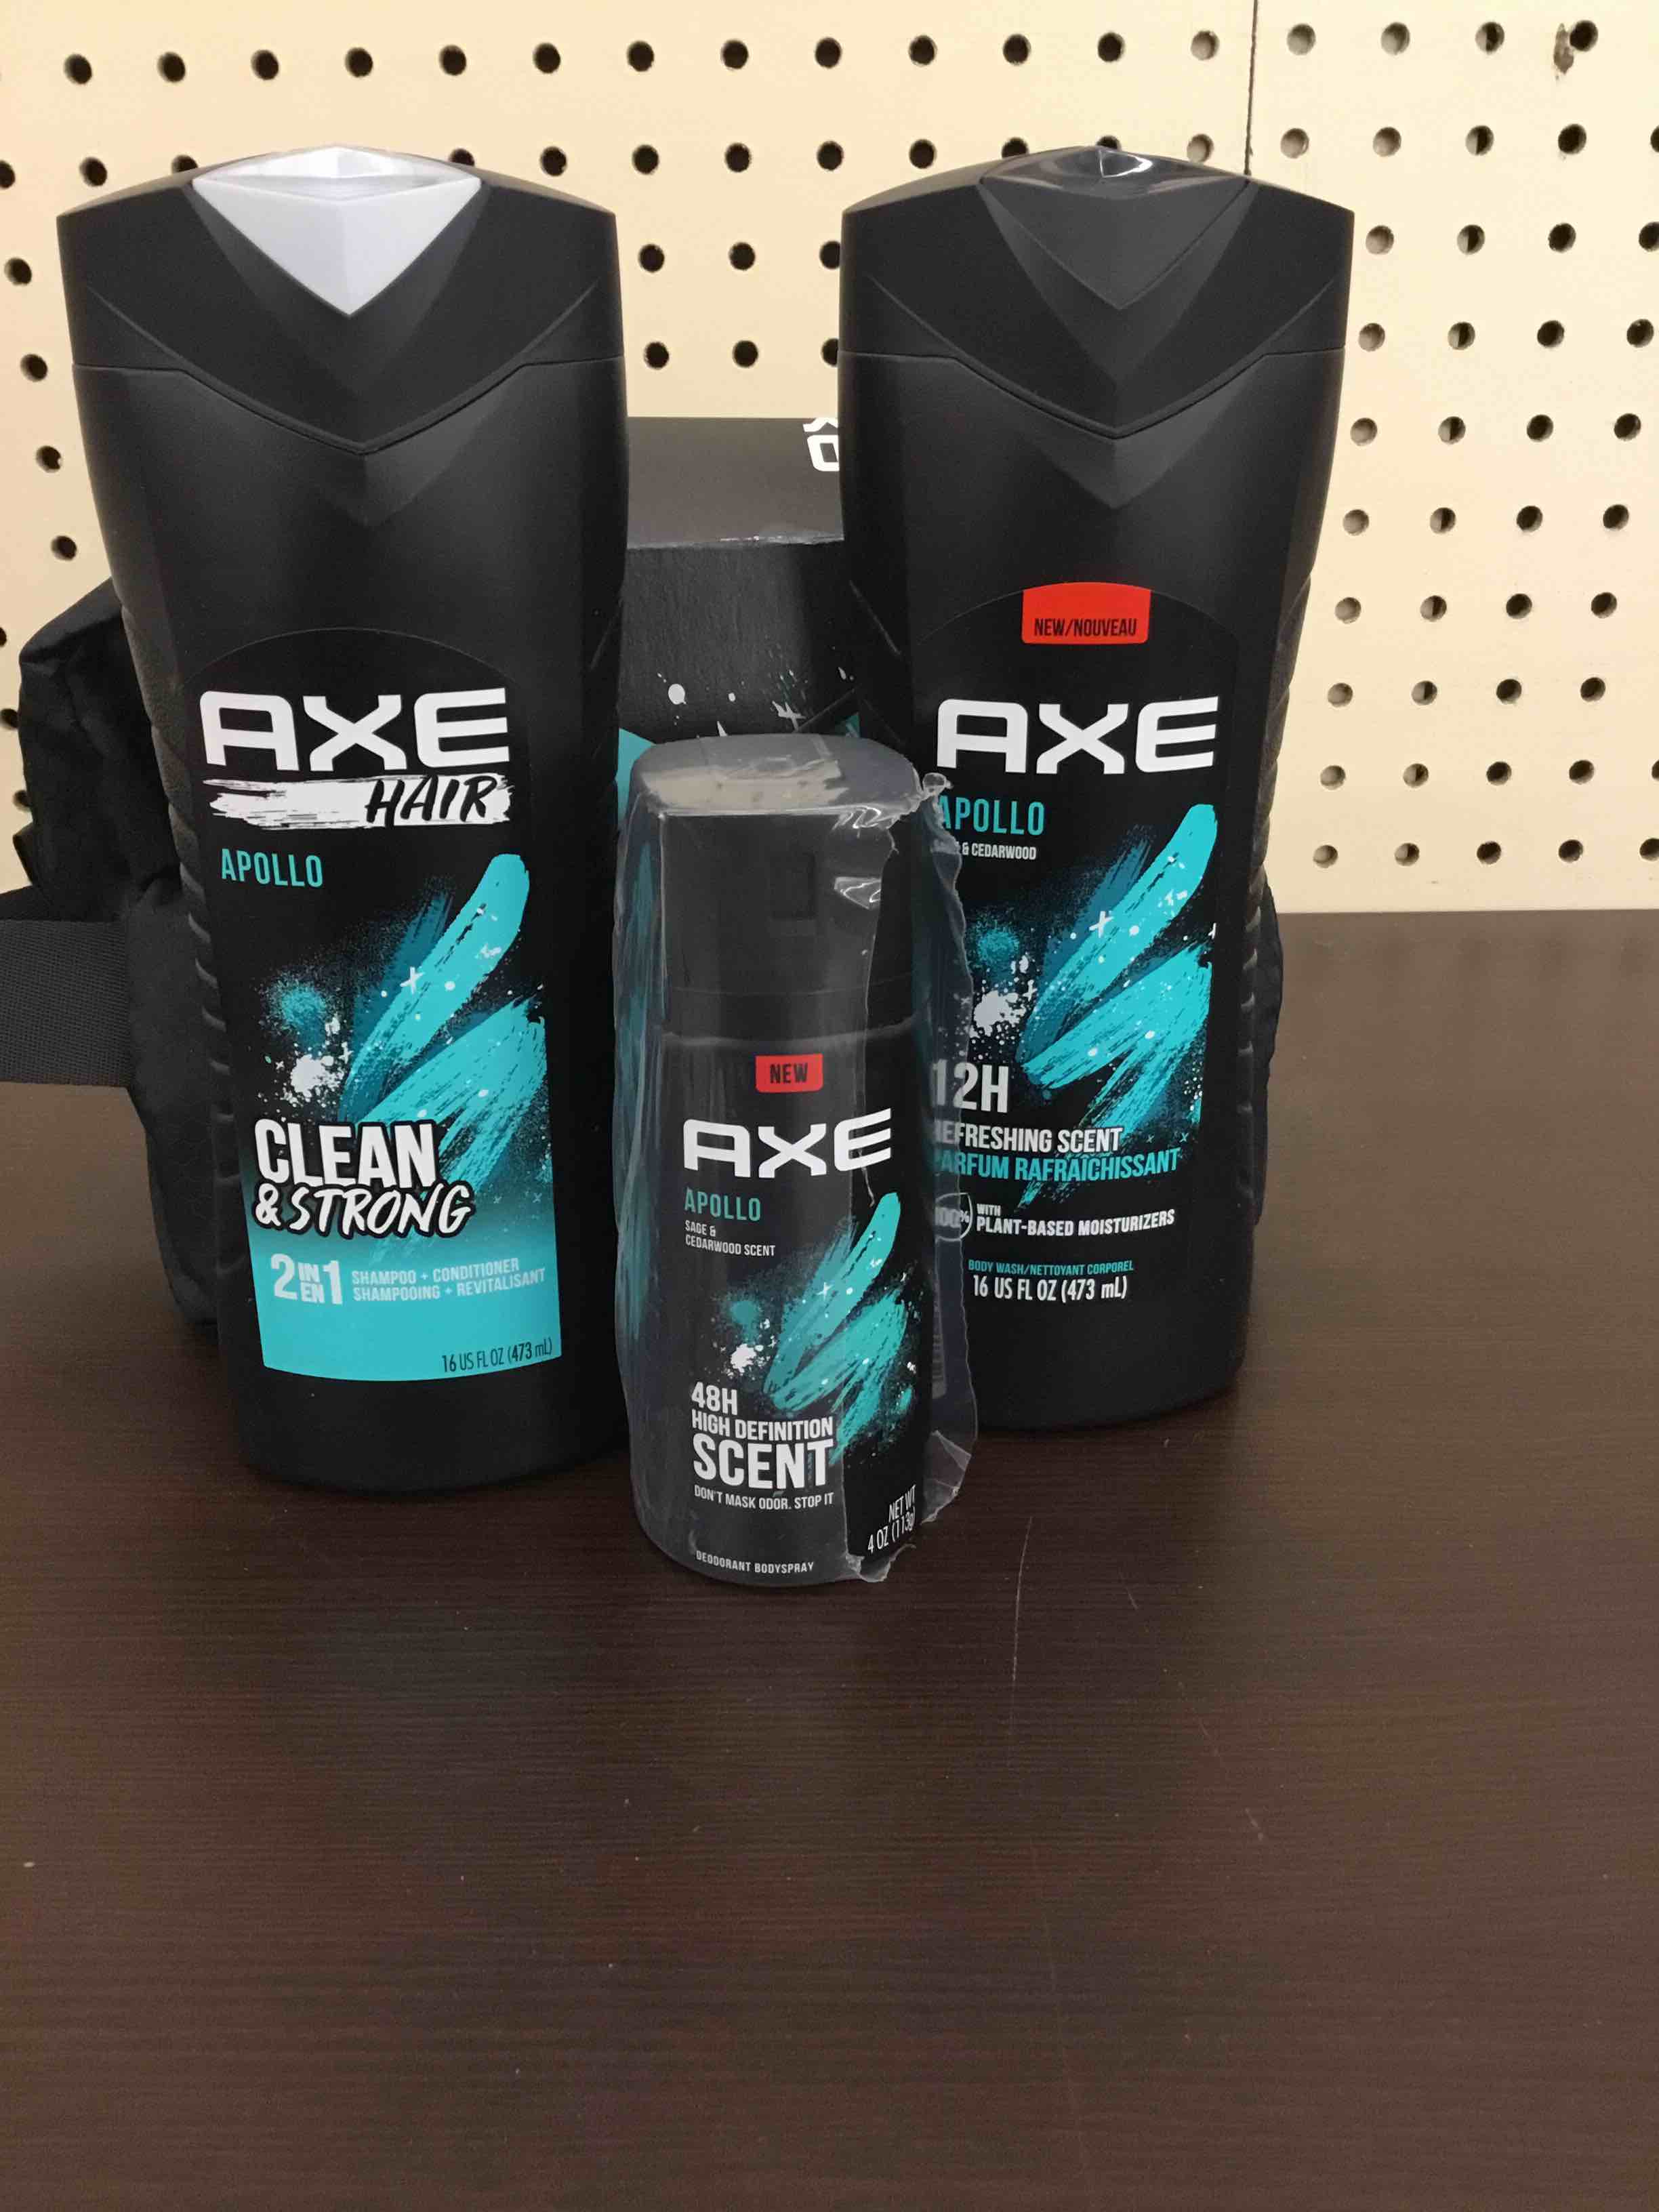 AXE
HAIR
APOLLO
CLEAN
& STRONG
2 IN EN 1
SHAMPOO + CONDITIONER
SHAMPOOING + REVITALISANT
16 US FL OZ (473 mL)
NEW
AXE
APOLLO
SAGE &
CEDARWOOD SCENT
48H
HIGH DEFINITION
SCENT
DON'T MASK ODOR. STOP IT
NET WT
4 OZ (113g)
DEODORANT BODYSPRAY
NEW/NOUVEAU
AXE
APOLLO
& CEDARWOOD
12H
REFRESHING SCENT
PARFUM RAFRAÎCHISSANT
100% WITH
PLANT-BASED MOISTURIZERS
BODY WASH/NETTOYANT CORPOREL
16 US FL OZ (473 mL)